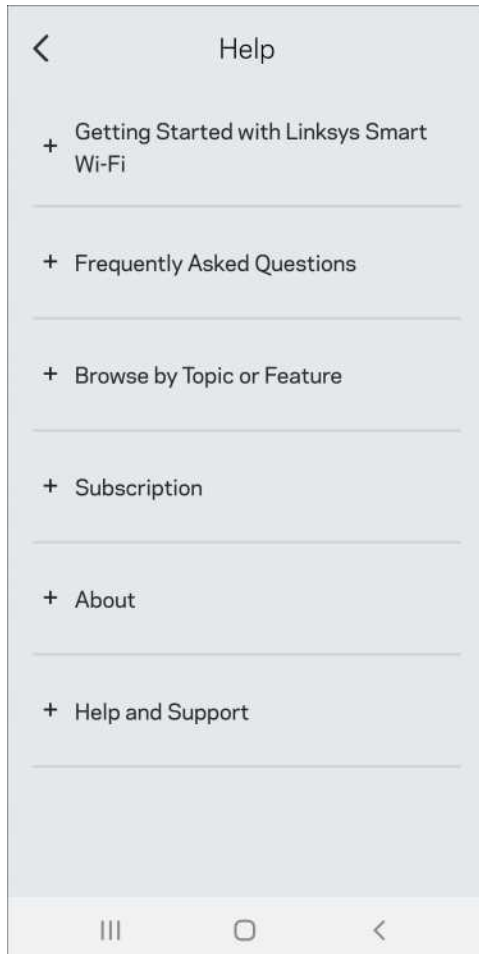 Help
Getting Started with Linksys Smart
Wi-Fi
Frequently Asked Questions
Browse by Topic or Feature
Subscription
About
Help and Support